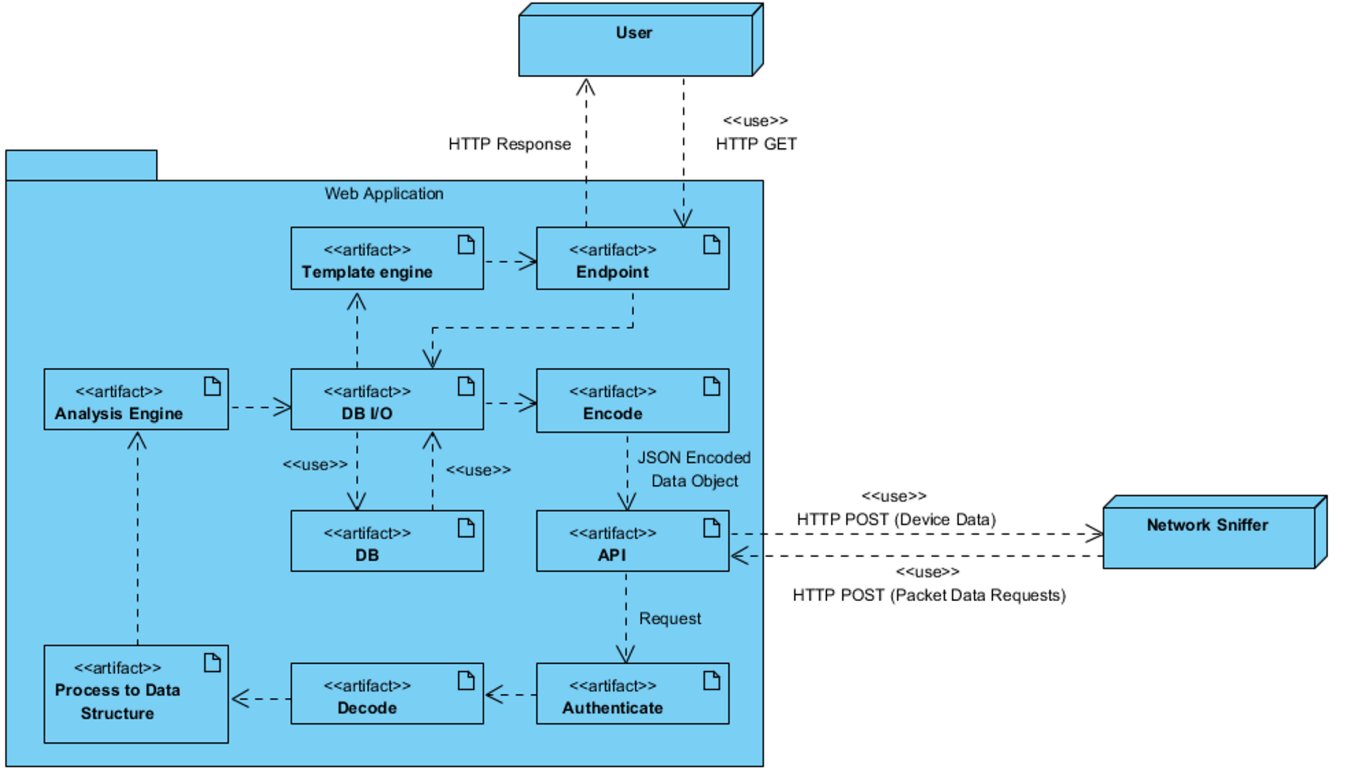 User
<<use>>
HTTP Response
HTTP GET
Web Application
<<artifact>>
Template engine
<<artifact>>
Endpoint
<<artifact>>
Analysis Engine
<<artifact>>
DB I/O
<<artifact>>
Encode
<<use>>
<<use>>
JSON Encoded
Data Object
<<artifact>>
DB
<<artifact>>
API
<<use>>
HTTP POST (Device Data)
Network Sniffer
<<use>>
HTTP POST (Packet Data Requests)
Request
<<artifact>>
Process to Data
Structure
<<artifact>>
Decode
<<artifact>>
Authenticate